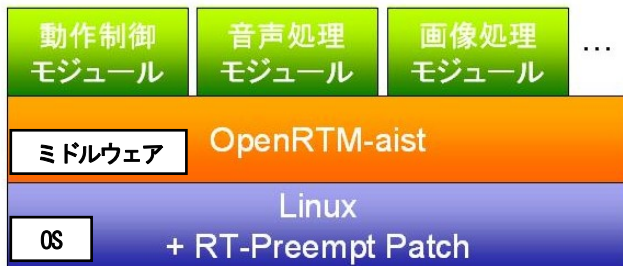 動作制御
モジュール
音声処理
モジュール
画像処理
モジュール
…
ミドルウェア
OpenRTM-aist
OS
Linux
+ RT-Preempt Patch